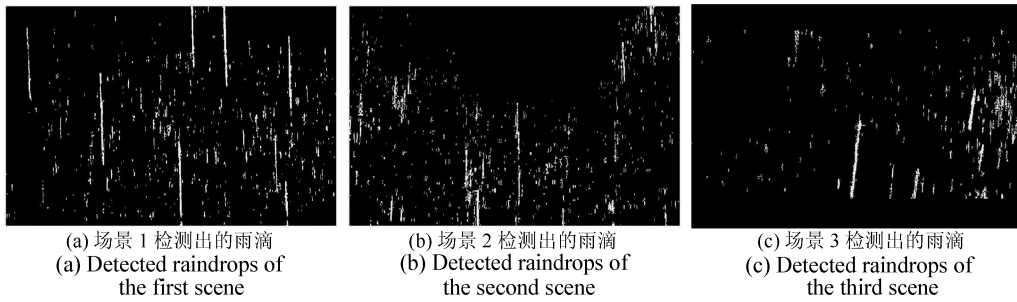 (a) 场景 1 检测出的雨滴
(a) Detected raindrops of
the first scene
(b) 场景 2 检测出的雨滴
(b) Detected raindrops of
the second scene
(c) 场景 3 检测出的雨滴
(c) Detected raindrops of
the third scene